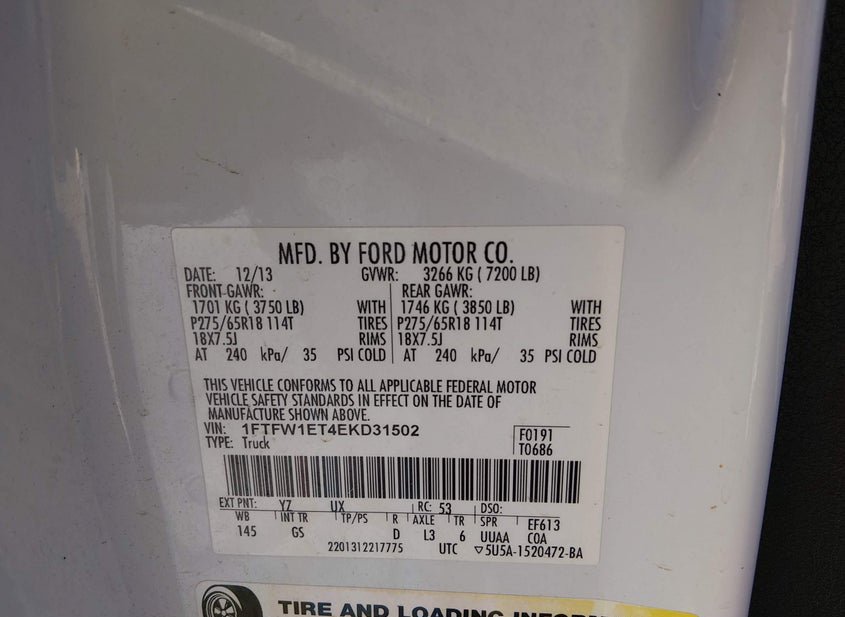 MFD. BY FORD MOTOR CO.
DATE: 12/13 GVWR: 3266 KG ( 7200 LB)
FRONT GAWR: REAR GAWR:
1701 KG ( 3750 LB) WITH 1746 KG ( 3850 LB) WITH
P275/65R18 114T TIRES P275/65R18 114T TIRES
18X7.5J RIMS 18X7.5J RIMS
AT 240 kPa/ 35 PSI COLD AT 240 kPa/ 35 PSI COLD
THIS VEHICLE CONFORMS TO ALL APPLICABLE FEDERAL MOTOR
VEHICLE SAFETY STANDARDS IN EFFECT ON THE DATE OF
MANUFACTURE SHOWN ABOVE.
VIN: 1FTFW1ET4EKD31502 F0191
TYPE: Truck T0686
EXT PNT: YZ UX RC: 53 DSO:
WB INT TR TP/PS R AXLE TR SPR EF613
145 GS D L3 6 UUAA COA
2201312217775 UTC ▽5U5A-1520472-BA
TIRE AND LOADING